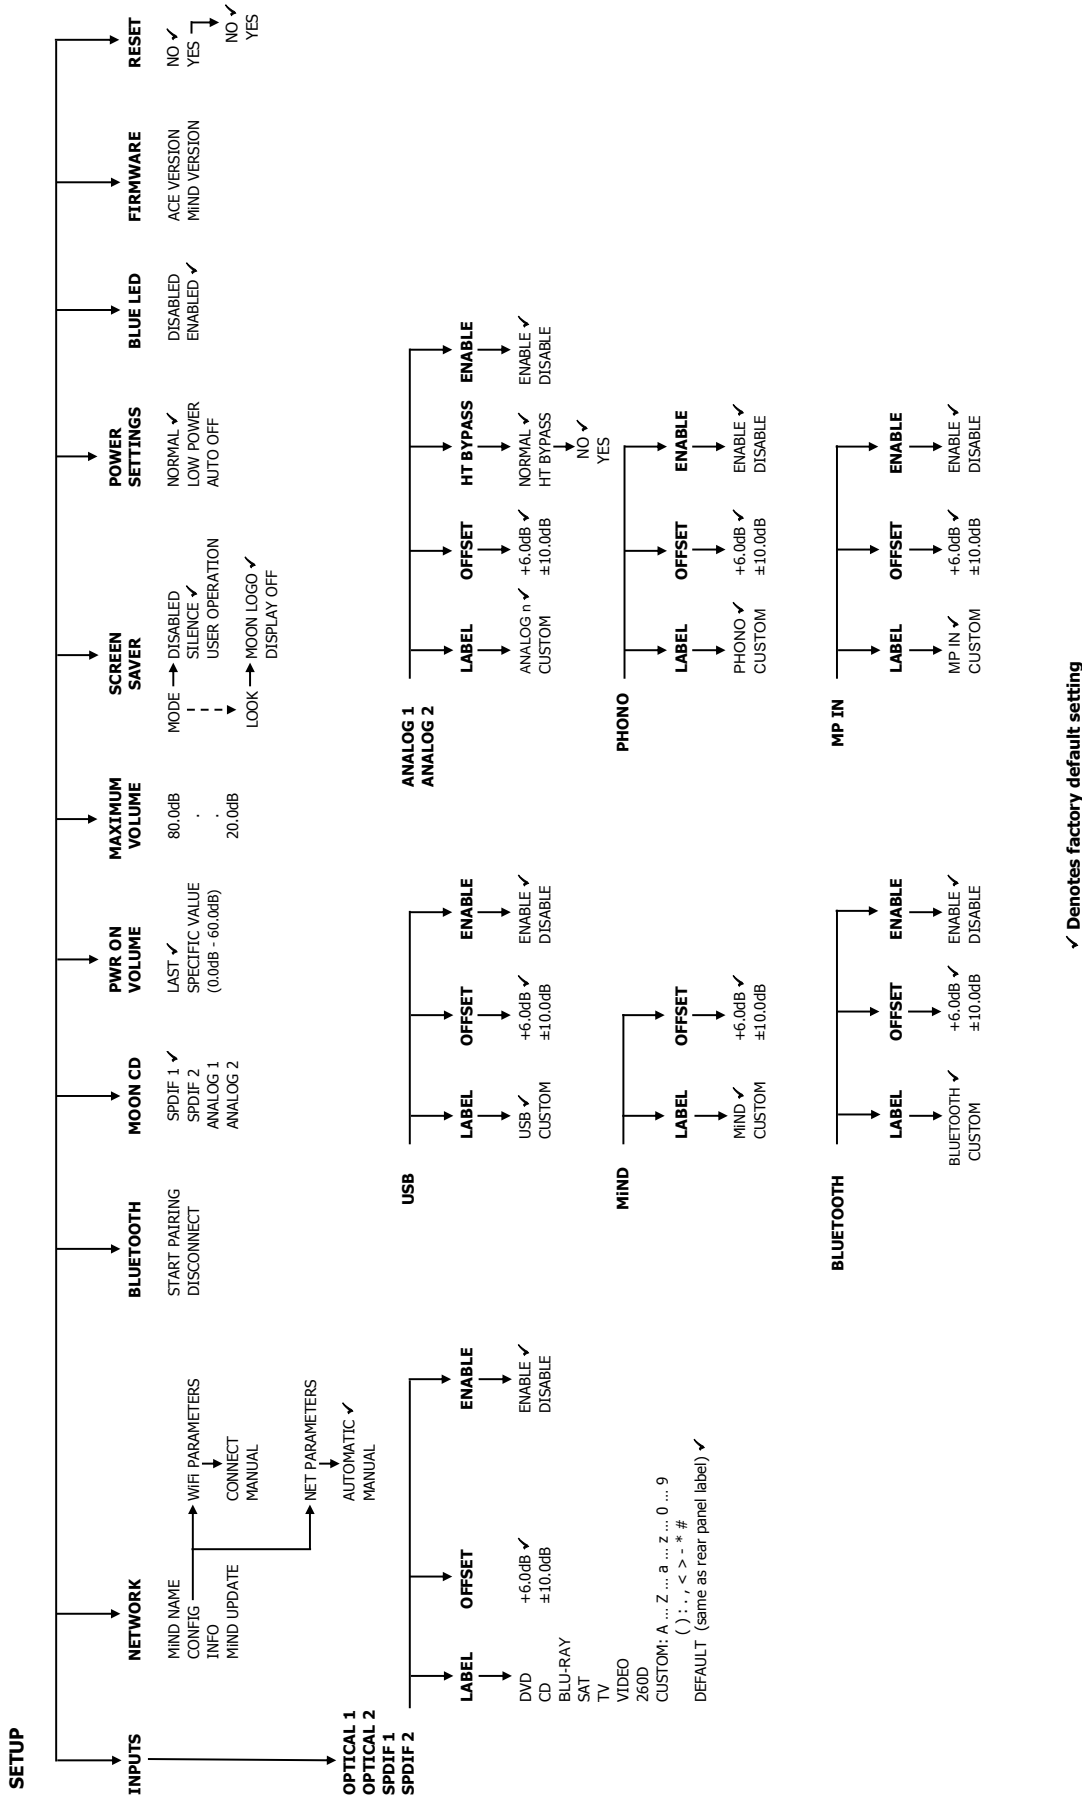 SETUP
INPUTS
NETWORK
MiND NAME
CONFIG
INFO
MiND UPDATE
WiFi PARAMETERS
CONNECT
MANUAL
NET PARAMETERS
AUTOMATIC ✓
MANUAL
BLUETOOTH
START PAIRING
DISCONNECT
MOON CD
SPDIF 1 ✓
SPDIF 2
ANALOG 1
ANALOG 2
PWR ON
VOLUME
LAST ✓
SPECIFIC VALUE
(0.0dB - 60.0dB)
MAXIMUM
VOLUME
80.0dB
.
.
20.0dB
SCREEN
SAVER
MODE
DISABLED
SILENCE ✓
USER OPERATION
LOOK
MOON LOGO ✓
DISPLAY OFF
POWER
SETTINGS
NORMAL ✓
LOW POWER
AUTO OFF
BLUE LED
DISABLED
ENABLED ✓
FIRMWARE
ACE VERSION
MiND VERSION
RESET
NO ✓
YES
NO ✓
YES
OPTICAL 1
OPTICAL 2
SPDIF 1
SPDIF 2
LABEL
DVD
CD
BLU-RAY
SAT
TV
VIDEO
260D
CUSTOM: A ... Z ... a ... z ... 0 ... 9
( ) : . , < > - * #
DEFAULT (same as rear panel label) ✓
OFFSET
+6.0dB ✓
±10.0dB
ENABLE
ENABLE ✓
DISABLE
USB
LABEL
USB ✓
CUSTOM
OFFSET
+6.0dB ✓
±10.0dB
ENABLE
ENABLE ✓
DISABLE
ANALOG 1
ANALOG 2
LABEL
ANALOG n ✓
CUSTOM
OFFSET
+6.0dB ✓
±10.0dB
HT BYPASS
NORMAL ✓
HT BYPASS
NO ✓
YES
ENABLE
ENABLE ✓
DISABLE
MiND
LABEL
MiND ✓
CUSTOM
OFFSET
+6.0dB ✓
±10.0dB
PHONO
LABEL
PHONO ✓
CUSTOM
OFFSET
+6.0dB ✓
±10.0dB
ENABLE
ENABLE ✓
DISABLE
BLUETOOTH
LABEL
BLUETOOTH ✓
CUSTOM
OFFSET
+6.0dB ✓
±10.0dB
ENABLE
ENABLE ✓
DISABLE
MP IN
LABEL
MP IN ✓
CUSTOM
OFFSET
+6.0dB ✓
±10.0dB
ENABLE
ENABLE ✓
DISABLE
✓ Denotes factory default setting